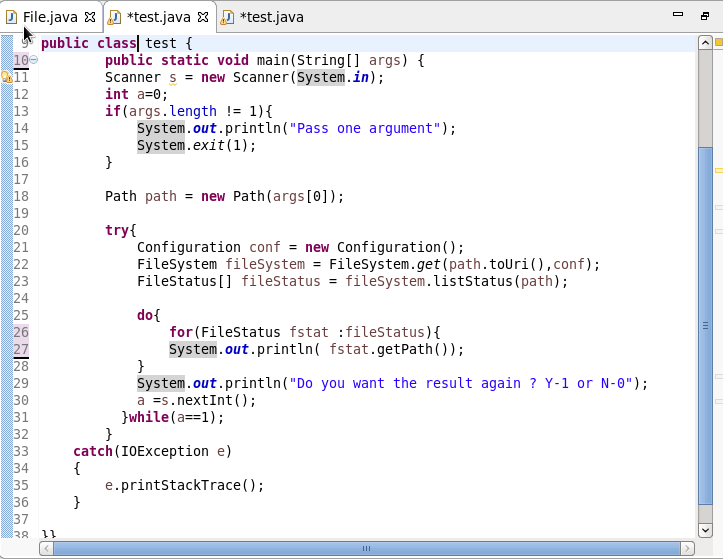 File.java *test.java *test.java
9 public class test {
10 public static void main(String[] args) {
11 Scanner s = new Scanner(System.in);
12 int a=0;
13 if(args.length != 1){
14 System.out.println("Pass one argument");
15 System.exit(1);
16 }
17
18 Path path = new Path(args[0]);
19
20 try{
21 Configuration conf = new Configuration();
22 FileSystem fileSystem = FileSystem.get(path.toUri(),conf);
23 FileStatus[] fileStatus = fileSystem.listStatus(path);
24
25 do{
26 for(FileStatus fstat :fileStatus){
27 System.out.println( fstat.getPath());
28 }
29 System.out.println("Do you want the result again ? Y-1 or N-0");
30 a =s.nextInt();
31 }while(a==1);
32 }
33 catch(IOException e)
34 {
35 e.printStackTrace();
36 }
37
38 }}